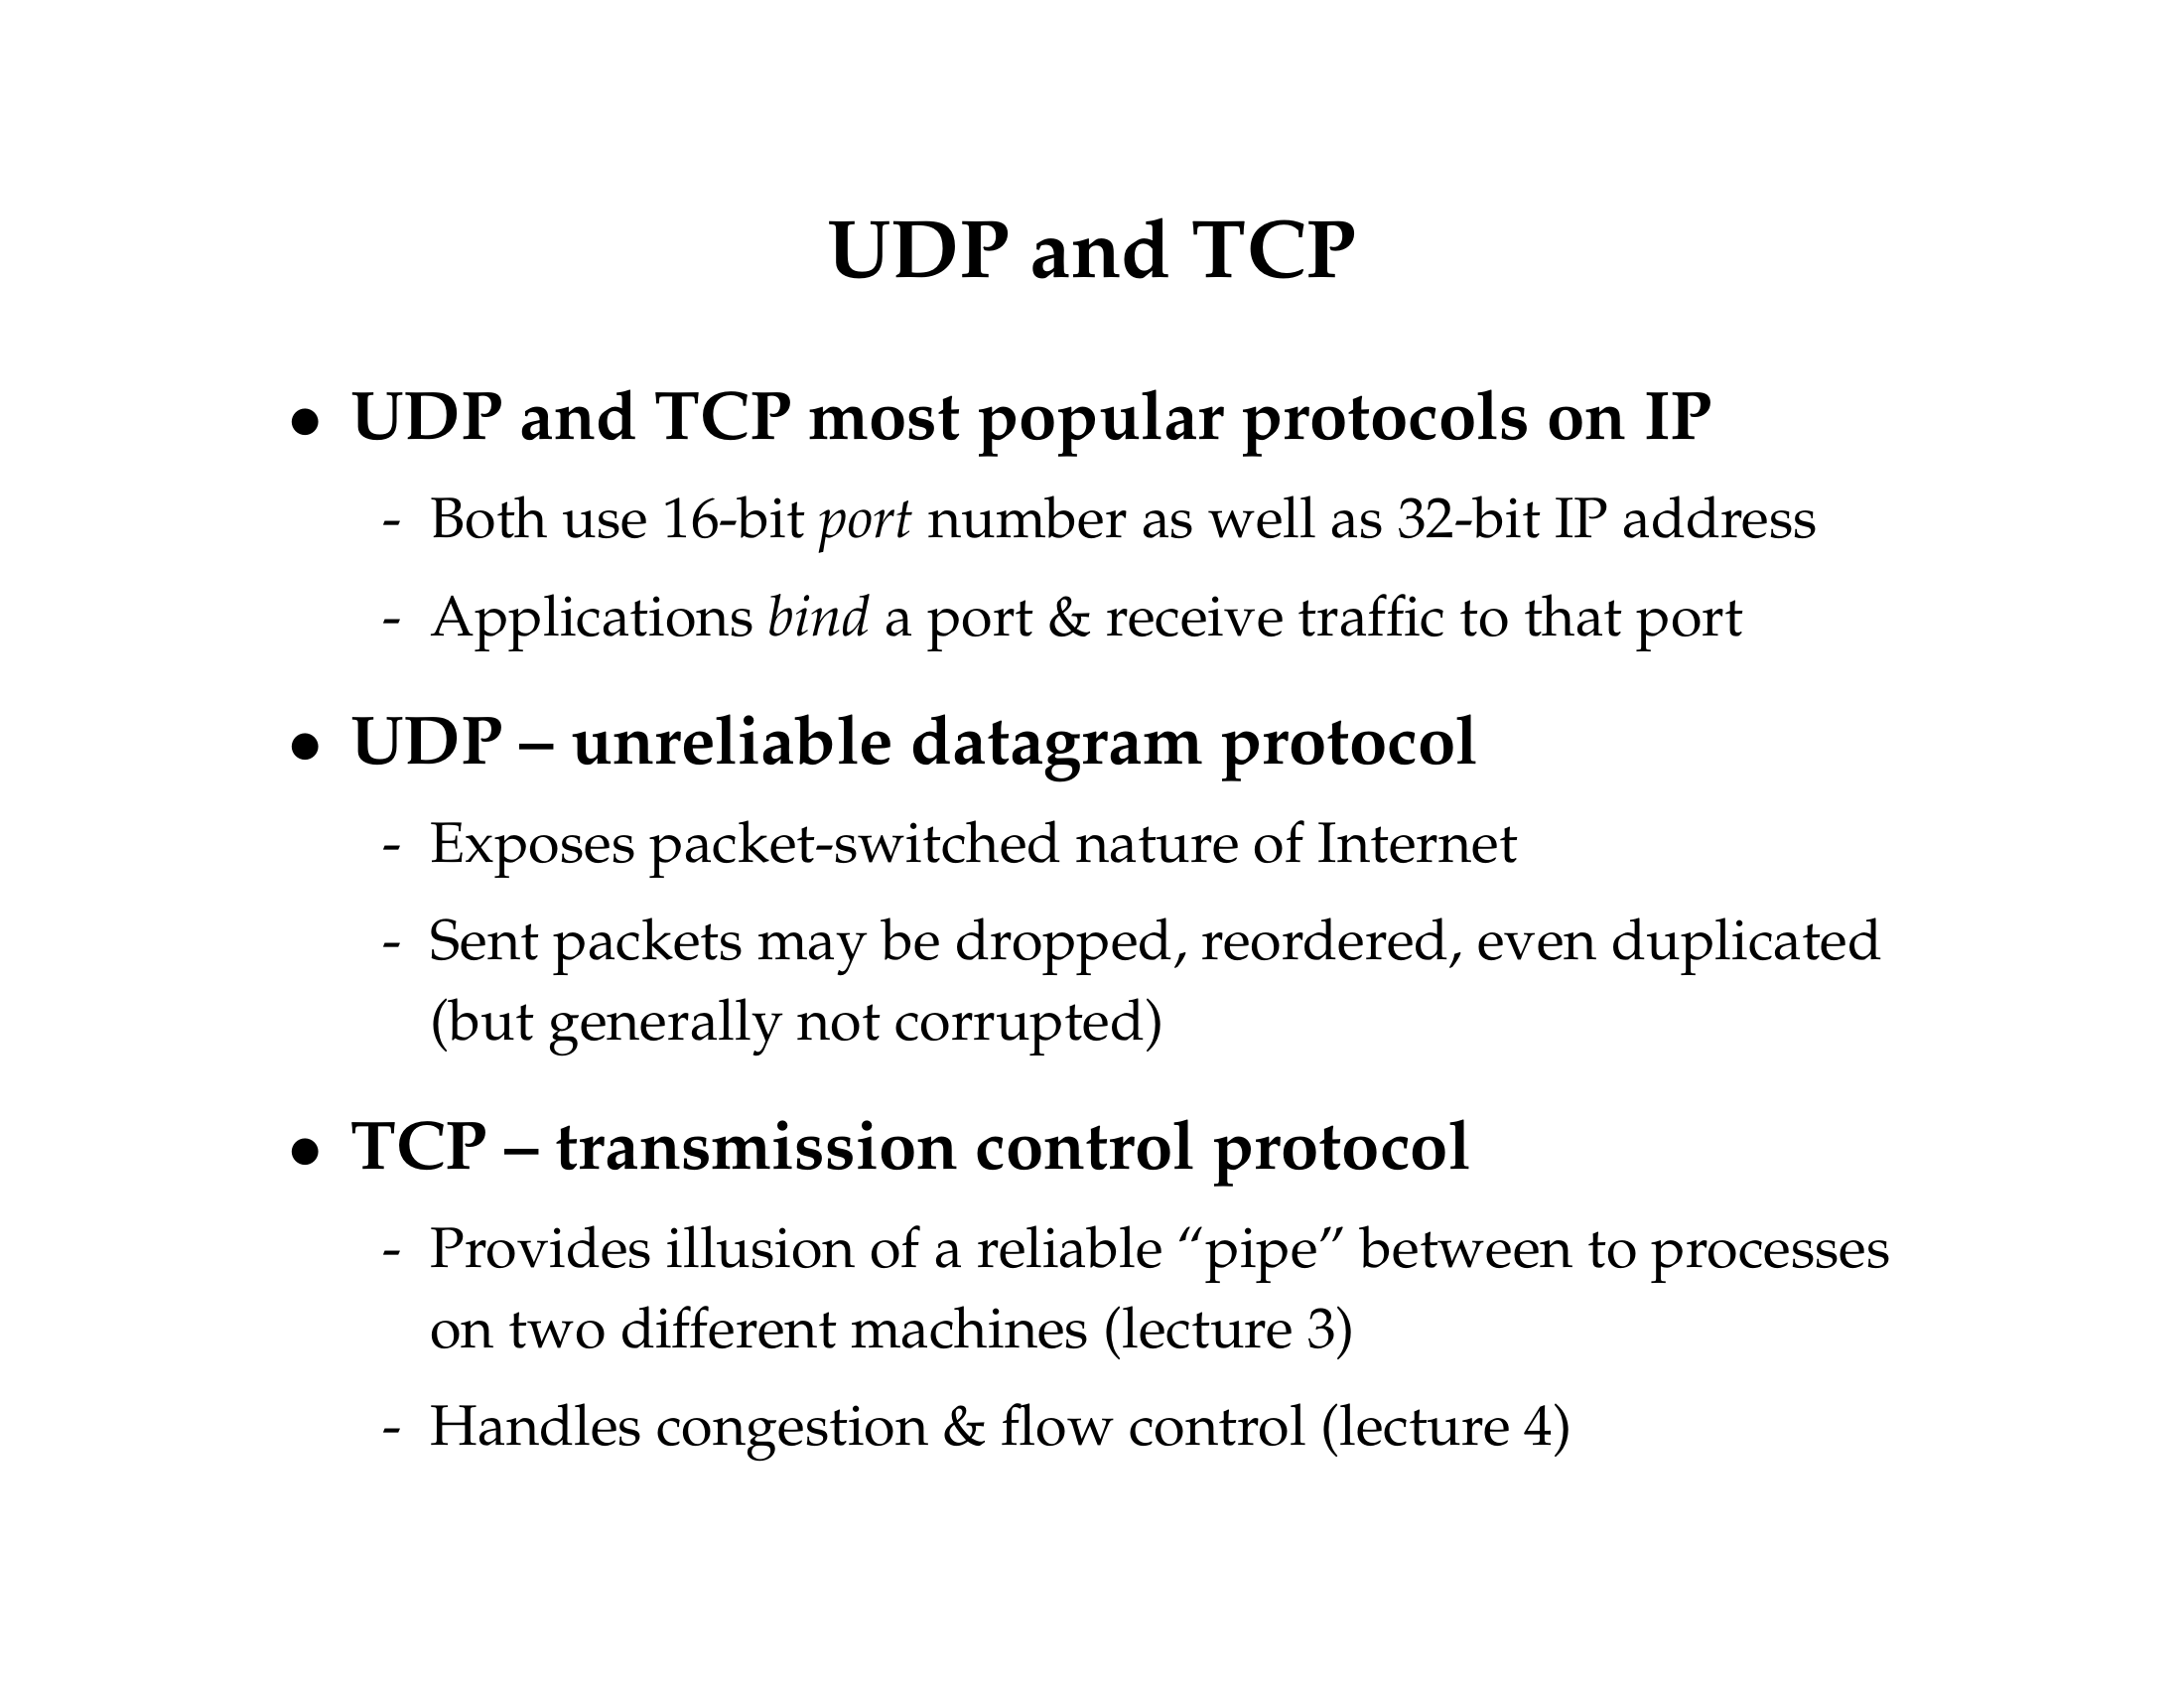 UDP and TCP
• UDP and TCP most popular protocols on IP
- Both use 16-bit port number as well as 32-bit IP address
- Applications bind a port & receive traffic to that port
• UDP – unreliable datagram protocol
- Exposes packet-switched nature of Internet
- Sent packets may be dropped, reordered, even duplicated
(but generally not corrupted)
• TCP – transmission control protocol
- Provides illusion of a reliable “pipe” between to processes
on two different machines (lecture 3)
- Handles congestion & flow control (lecture 4)